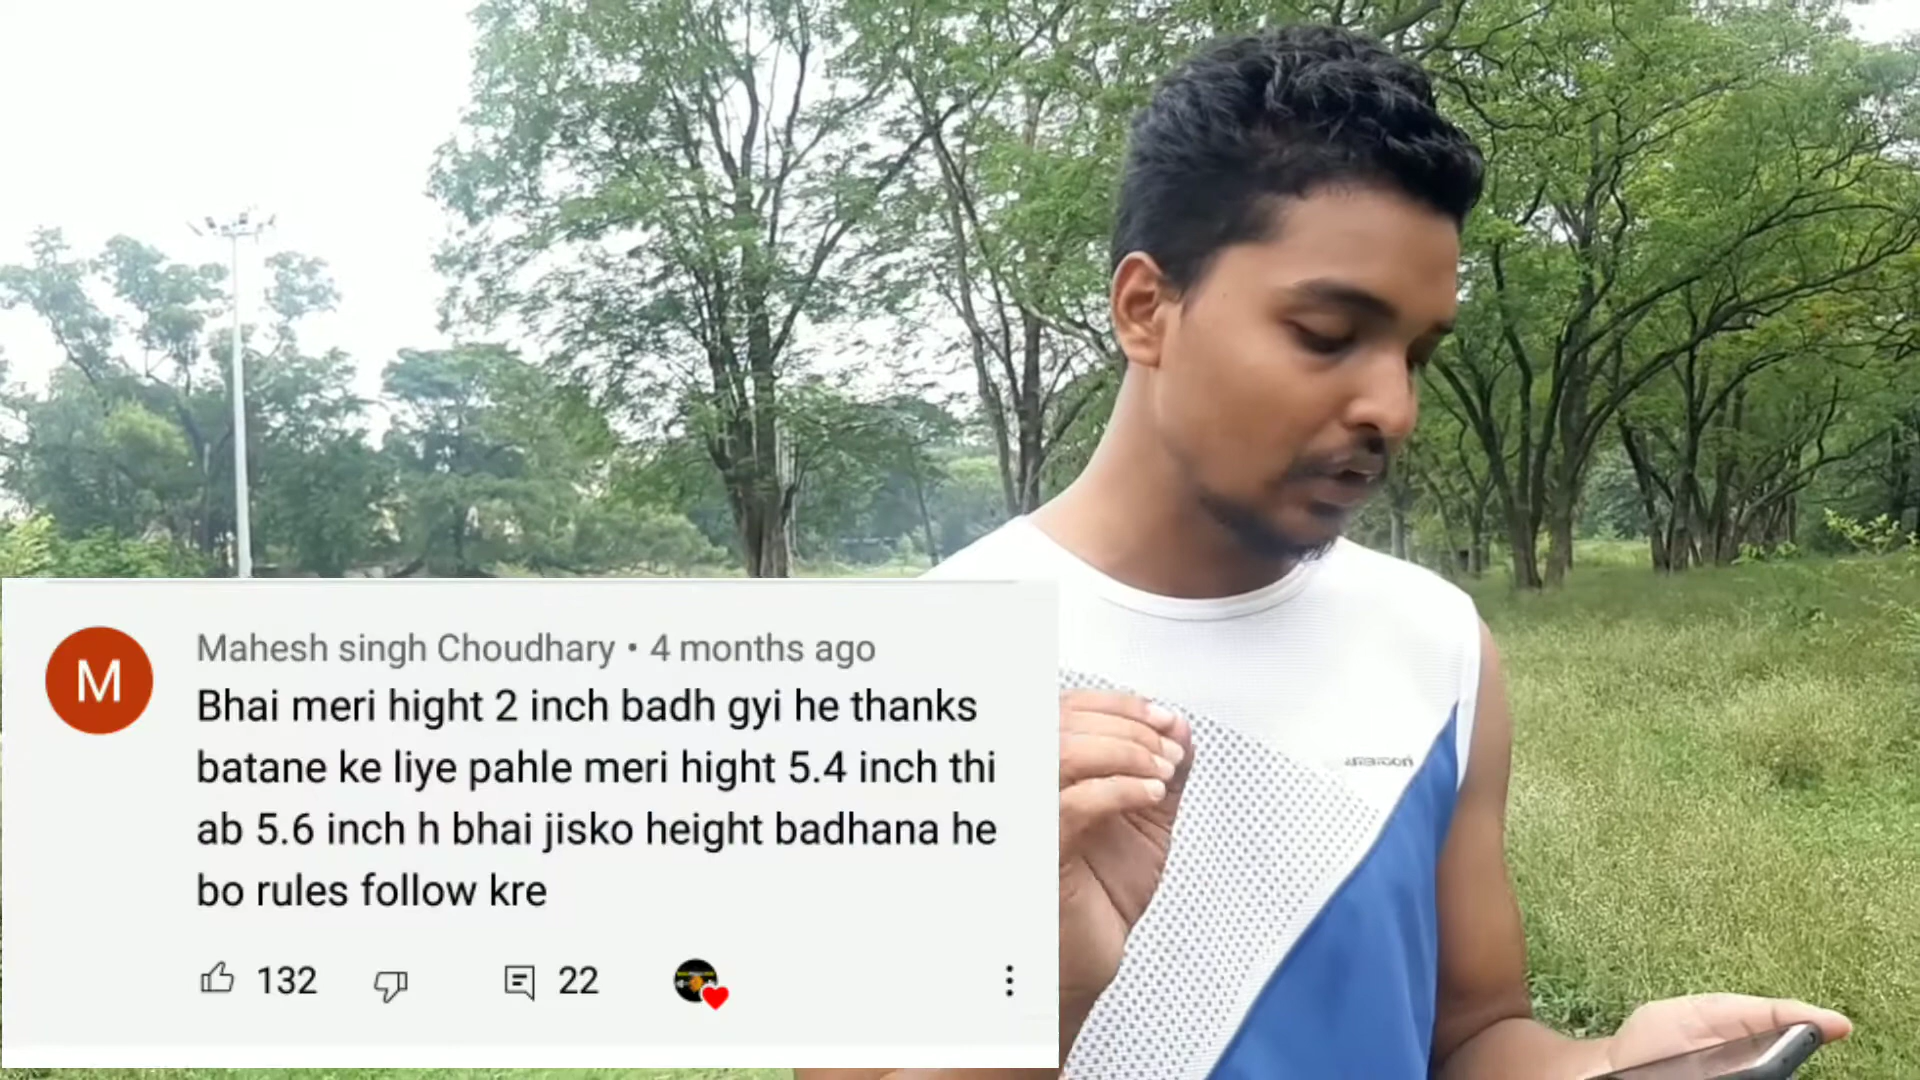 Mahesh singh Choudhary • 4 months ago
M
Bhai meri hight 2 inch badh gyi he thanks
batane ke liye pahle meri hight 5.4 inch thi
ab 5.6 inch h bhai jisko height badhana he
bo rules follow kre
132
22